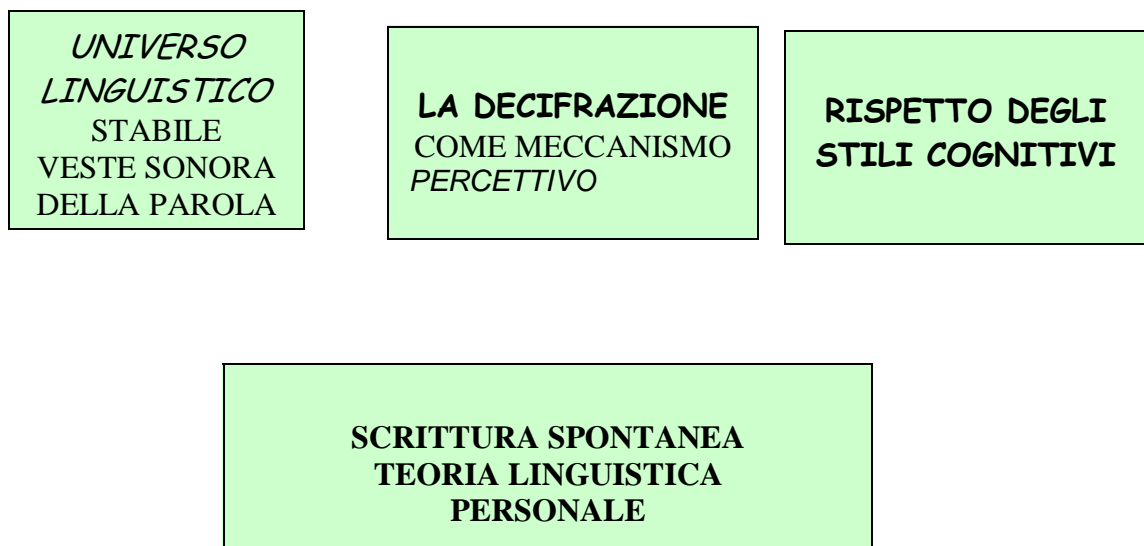 UNIVERSO
LINGUISTICO
STABILE
VESTE SONORA
DELLA PAROLA
LA DECIFRAZIONE
COME MECCANISMO
PERCETTIVO
RISPETTO DEGLI
STILI COGNITIVI
SCRITTURA SPONTANEA
TEORIA LINGUISTICA
PERSONALE